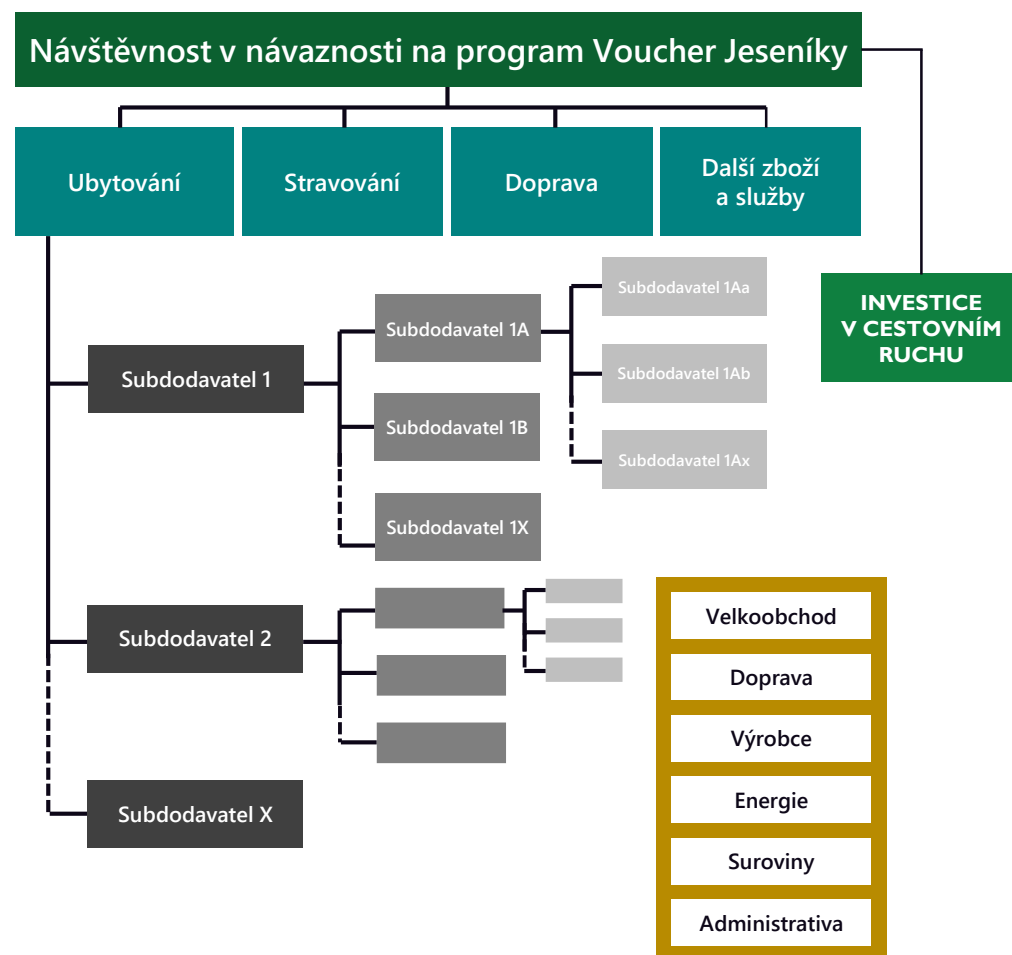 Návštěvnost v návaznosti na program Voucher Jeseníky
Ubytování
Stravování
Doprava
Další zboží
a služby
INVESTICE
V CESTOVNÍM
RUCHU
Subdodavatel 1
Subdodavatel 1A
Subdodavatel 1B
Subdodavatel 1X
Subdodavatel 1Aa
Subdodavatel 1Ab
Subdodavatel 1Ax
Subdodavatel 2
Subdodavatel X
Velkoobchod
Doprava
Výrobce
Energie
Suroviny
Administrativa